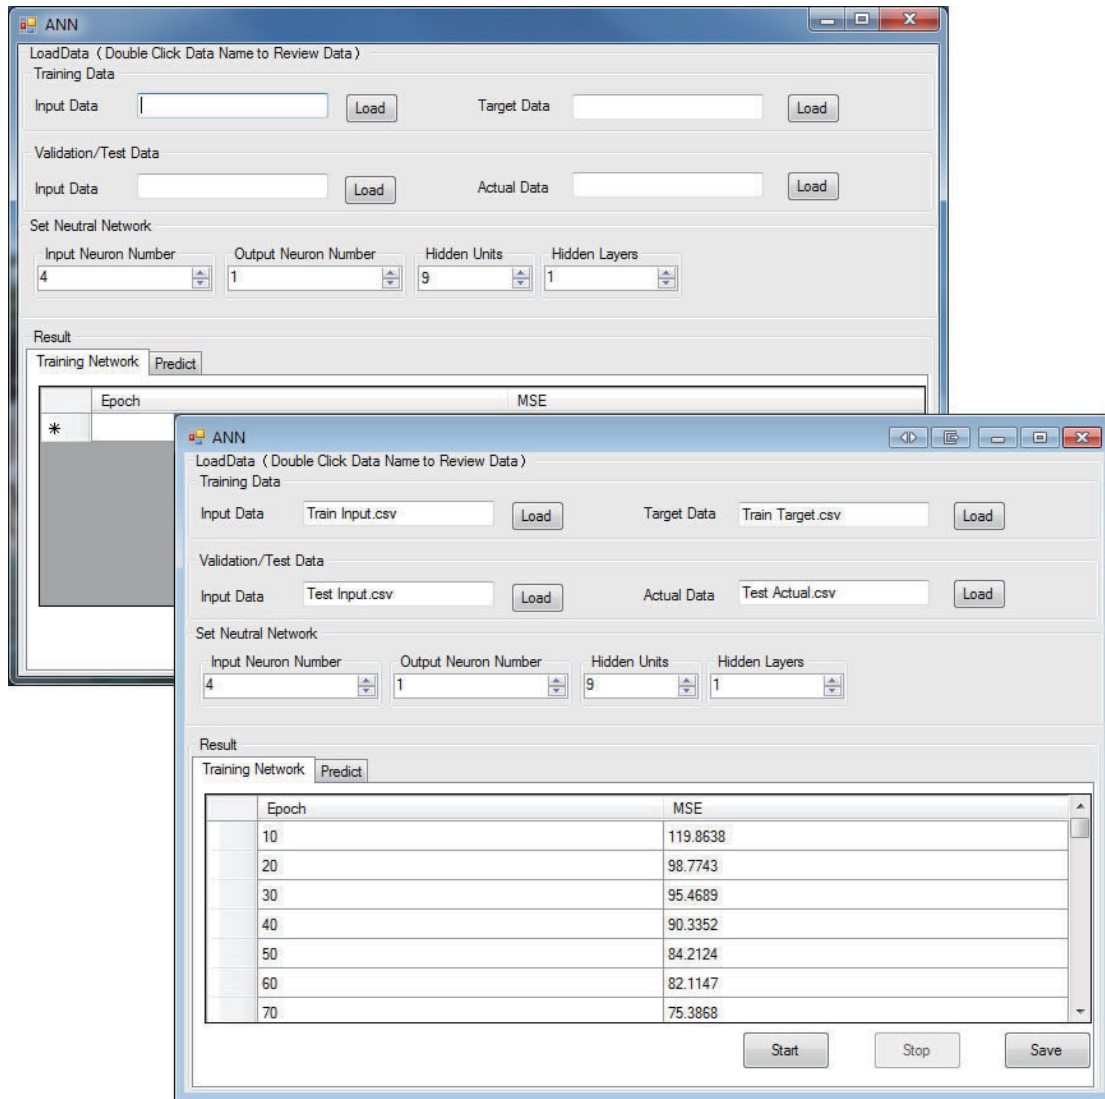 ANN
LoadData ( Double Click Data Name to Review Data )
Training Data
Input Data Load Target Data Load
Validation/Test Data
Input Data Load Actual Data Load
Set Neutral Network
Input Neuron Number Output Neuron Number Hidden Units Hidden Layers
4 1 9 1
Result
Training Network Predict
Epoch MSE
ANN
LoadData ( Double Click Data Name to Review Data )
Training Data
Input Data Train Input.csv Load Target Data Train Target.csv Load
Validation/Test Data
Input Data Test Input.csv Load Actual Data Test Actual.csv Load
Set Neutral Network
Input Neuron Number Output Neuron Number Hidden Units Hidden Layers
4 1 9 1
Result
Training Network Predict
Epoch MSE
10 119.8638
20 98.7743
30 95.4689
40 90.3352
50 84.2124
60 82.1147
70 75.3868
Start Stop Save